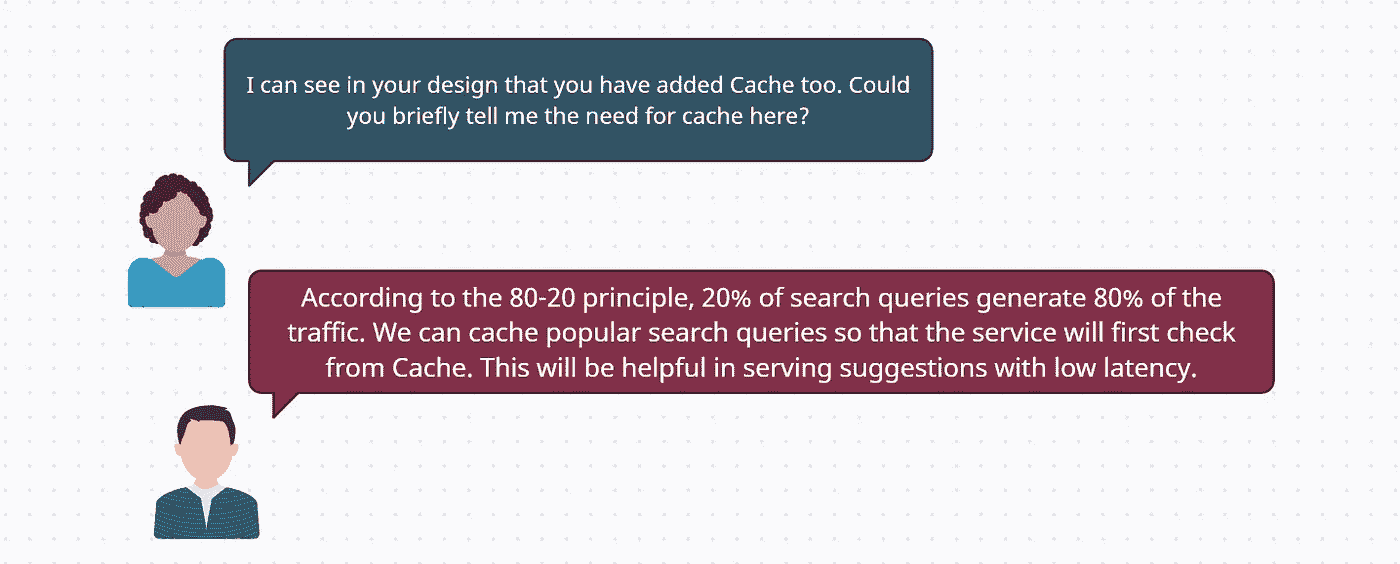 I can see in your design that you have added Cache too. Could
you briefly tell me the need for cache here?
According to the 80-20 principle, 20% of search queries generate 80% of the
traffic. We can cache popular search queries so that the service will first check
from Cache. This will be helpful in serving suggestions with low latency.